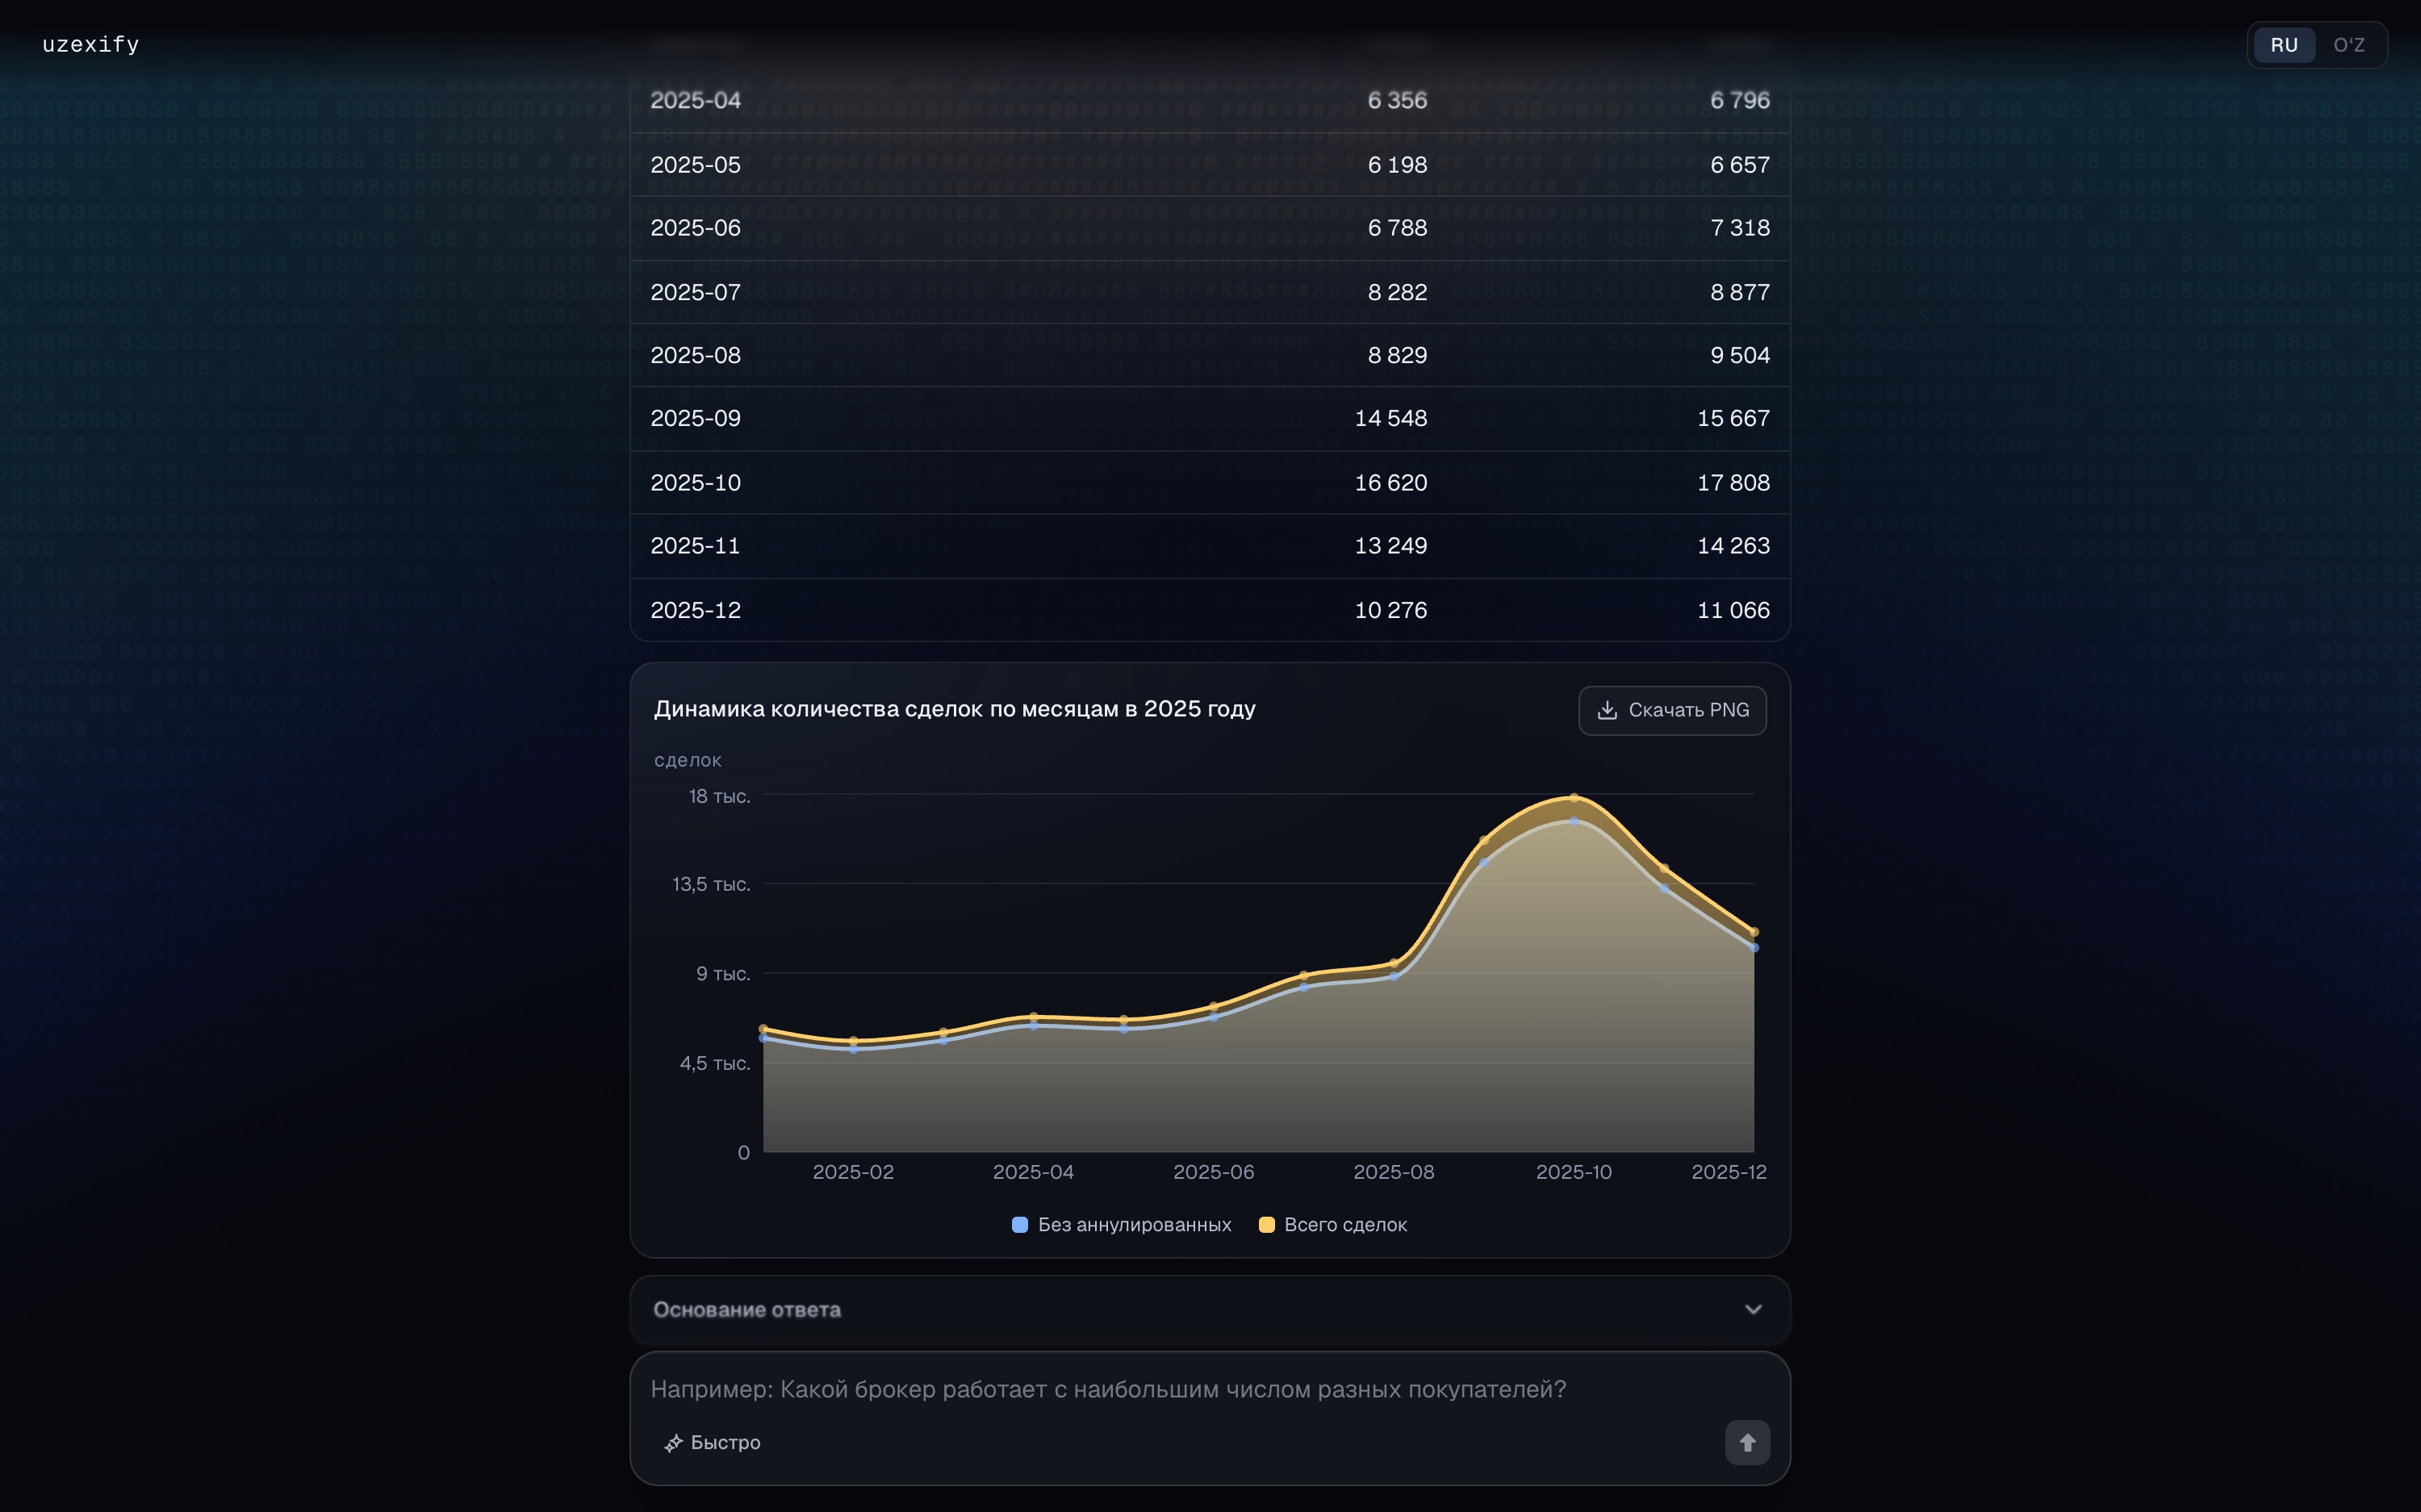 uzexify
RU O‘Z
2025-04 6 356 6 796
2025-05 6 198 6 657
2025-06 6 788 7 318
2025-07 8 282 8 877
2025-08 8 829 9 504
2025-09 14 548 15 667
2025-10 16 620 17 808
2025-11 13 249 14 263
2025-12 10 276 11 066
Динамика количества сделок по месяцам в 2025 году
Скачать PNG
сделок
18 тыс.
13,5 тыс.
9 тыс.
4,5 тыс.
0
2025-02 2025-04 2025-06 2025-08 2025-10 2025-12
Без аннулированных Всего сделок
Основание ответа
Например: Какой брокер работает с наибольшим числом разных покупателей?
Быстро